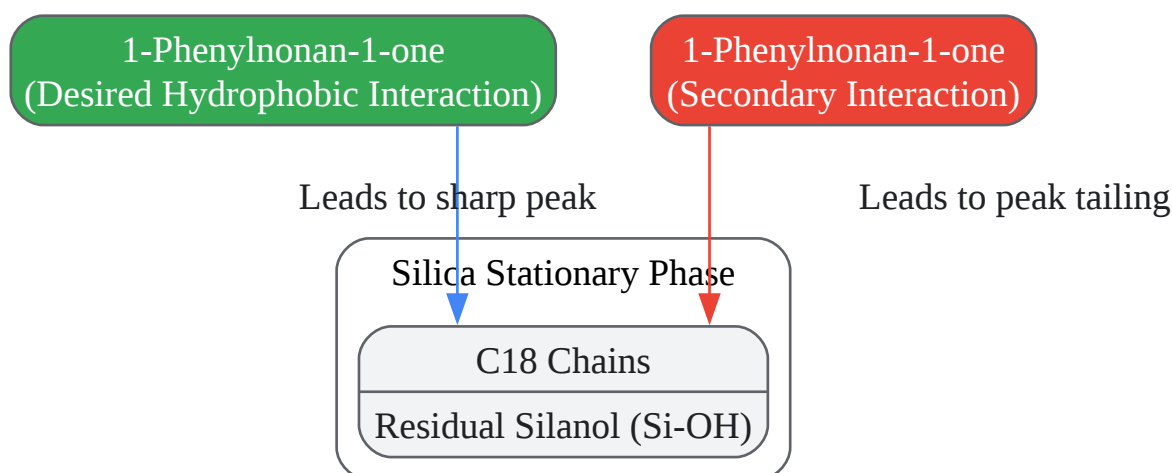 1-Phenylnonan-1-one
(Desired Hydrophobic Interaction)
1-Phenylnonan-1-one
(Secondary Interaction)
Leads to sharp peak
Leads to peak tailing
Silica Stationary Phase
C18 Chains
Residual Silanol (Si-OH)